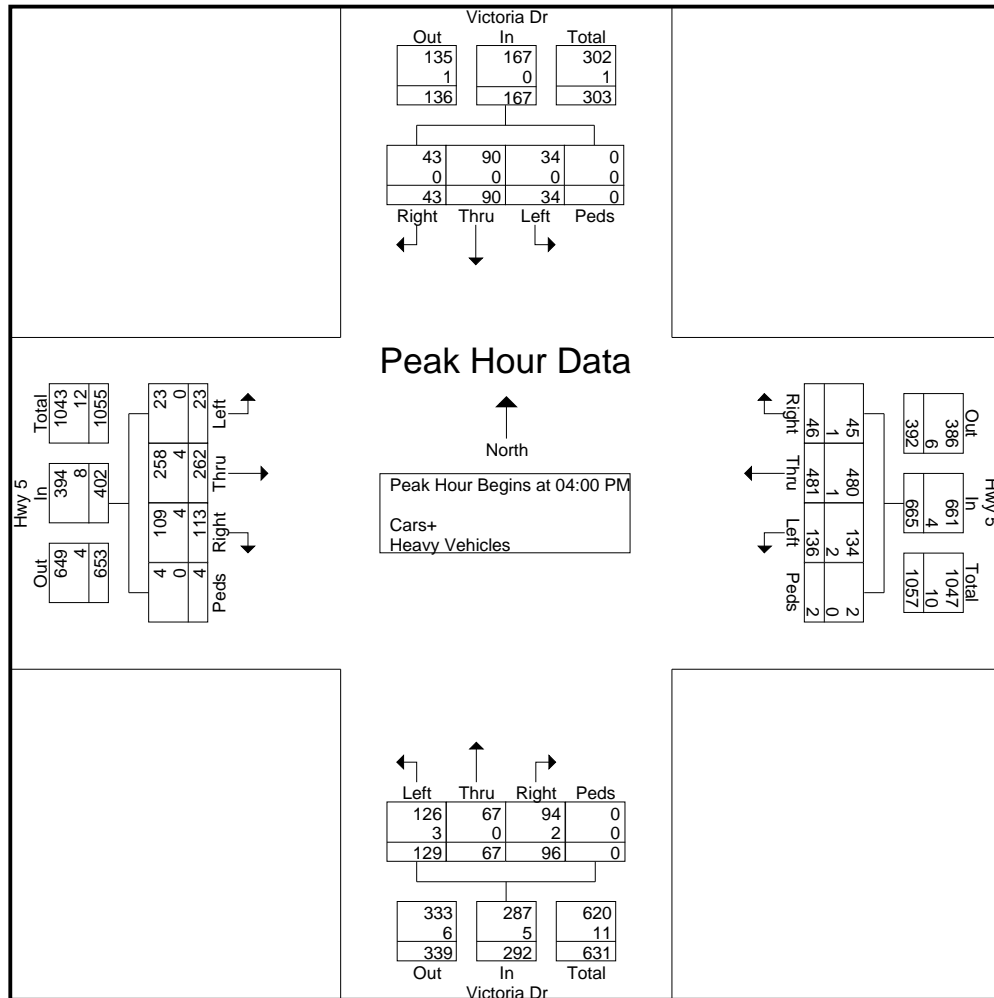 Victoria Dr
Out In Total
135 167 302
1 0 1
136 167 303
43 90 34 0
0 0 0 0
43 90 34 0
Right Thru Left Peds
Peak Hour Data
North
Peak Hour Begins at 04:00 PM
Cars+
Heavy Vehicles
Hwy 5
Total In Out
1043 394 649
12 8 4
1055 402 653
23 258 109 4
0 4 4 0
23 262 113 4
Left Thru Right Peds
Hwy 5
Out In Total
386 661 1047
6 4 10
392 665 1057
45 480 134 2
1 1 2 0
46 481 136 2
Right Thru Left Peds
Left Thru Right Peds
126 67 94 0
3 0 2 0
129 67 96 0
333 287 620
6 5 11
339 292 631
Out In Total
Victoria Dr